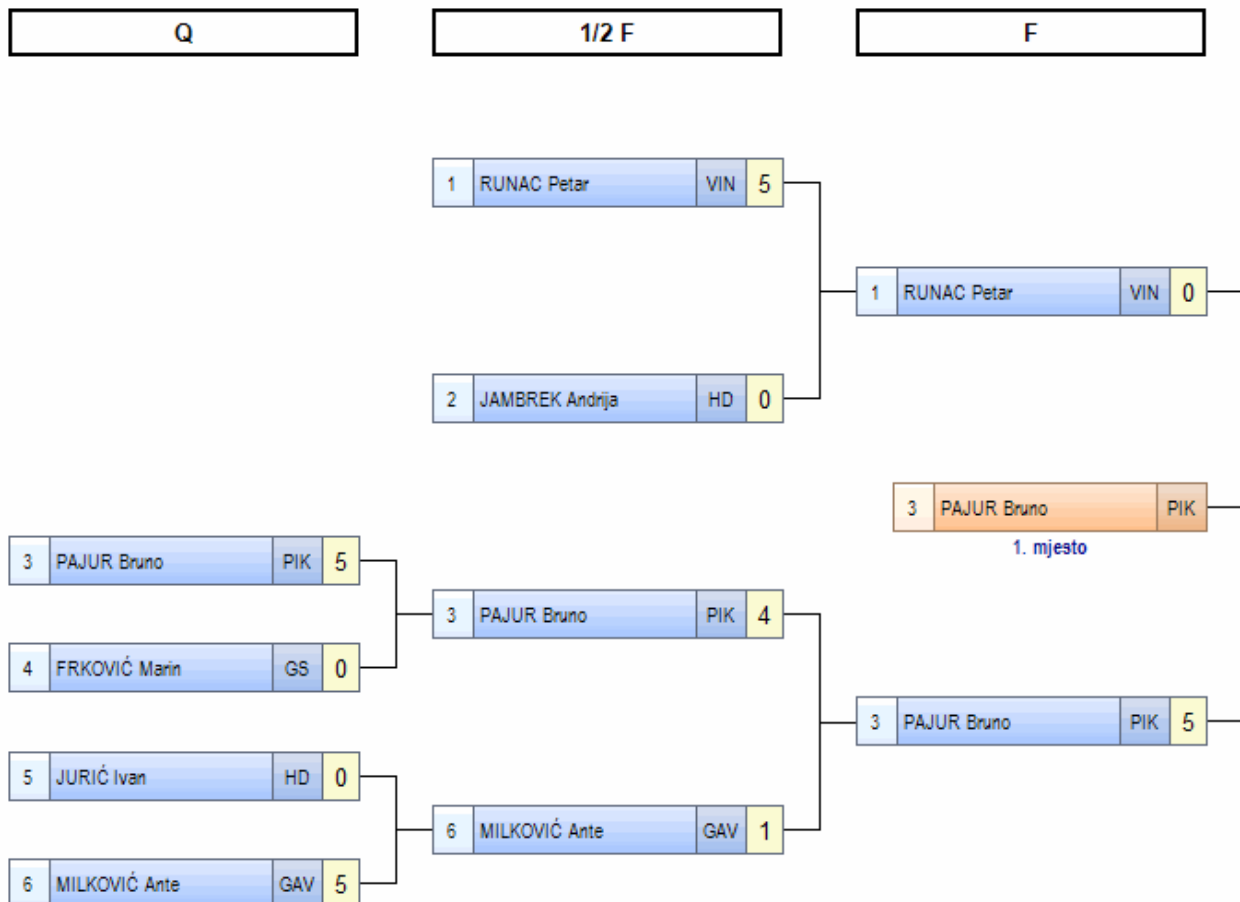 Q 1/2 F F
1 RUNAC Petar VIN 5
1 RUNAC Petar VIN 0
2 JAMBREK Andrija HD 0
3 PAJUR Bruno PIK
1. mjesto
3 PAJUR Bruno PIK 5
3 PAJUR Bruno PIK 4
4 FRKOVIĆ Marin GS 0
3 PAJUR Bruno PIK 5
5 JURIĆ Ivan HD 0
6 MILKOVIĆ Ante GAV 1
6 MILKOVIĆ Ante GAV 5